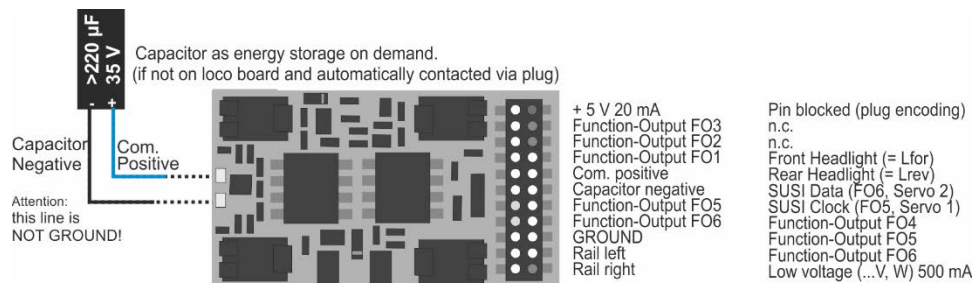 >220 µF
35 V
- +
Capacitor as energy storage on demand.
(if not on loco board and automatically contacted via plug)
Capacitor
Negative
Com.
Positive
Attention:
this line is
NOT GROUND!
+ 5 V 20 mA Pin blocked (plug encoding)
Function-Output FO3 n.c.
Function-Output FO2 n.c.
Function-Output FO1 Front Headlight (= Lfor)
Com. positive Rear Headlight (= Lrev)
Capacitor negative SUSI Data (FO6, Servo 2)
Function-Output FO5 SUSI Clock (FO5, Servo 1)
Function-Output FO6 Function-Output FO4
GROUND Function-Output FO5
Rail left Function-Output FO6
Rail right Low voltage (...V, W) 500 mA